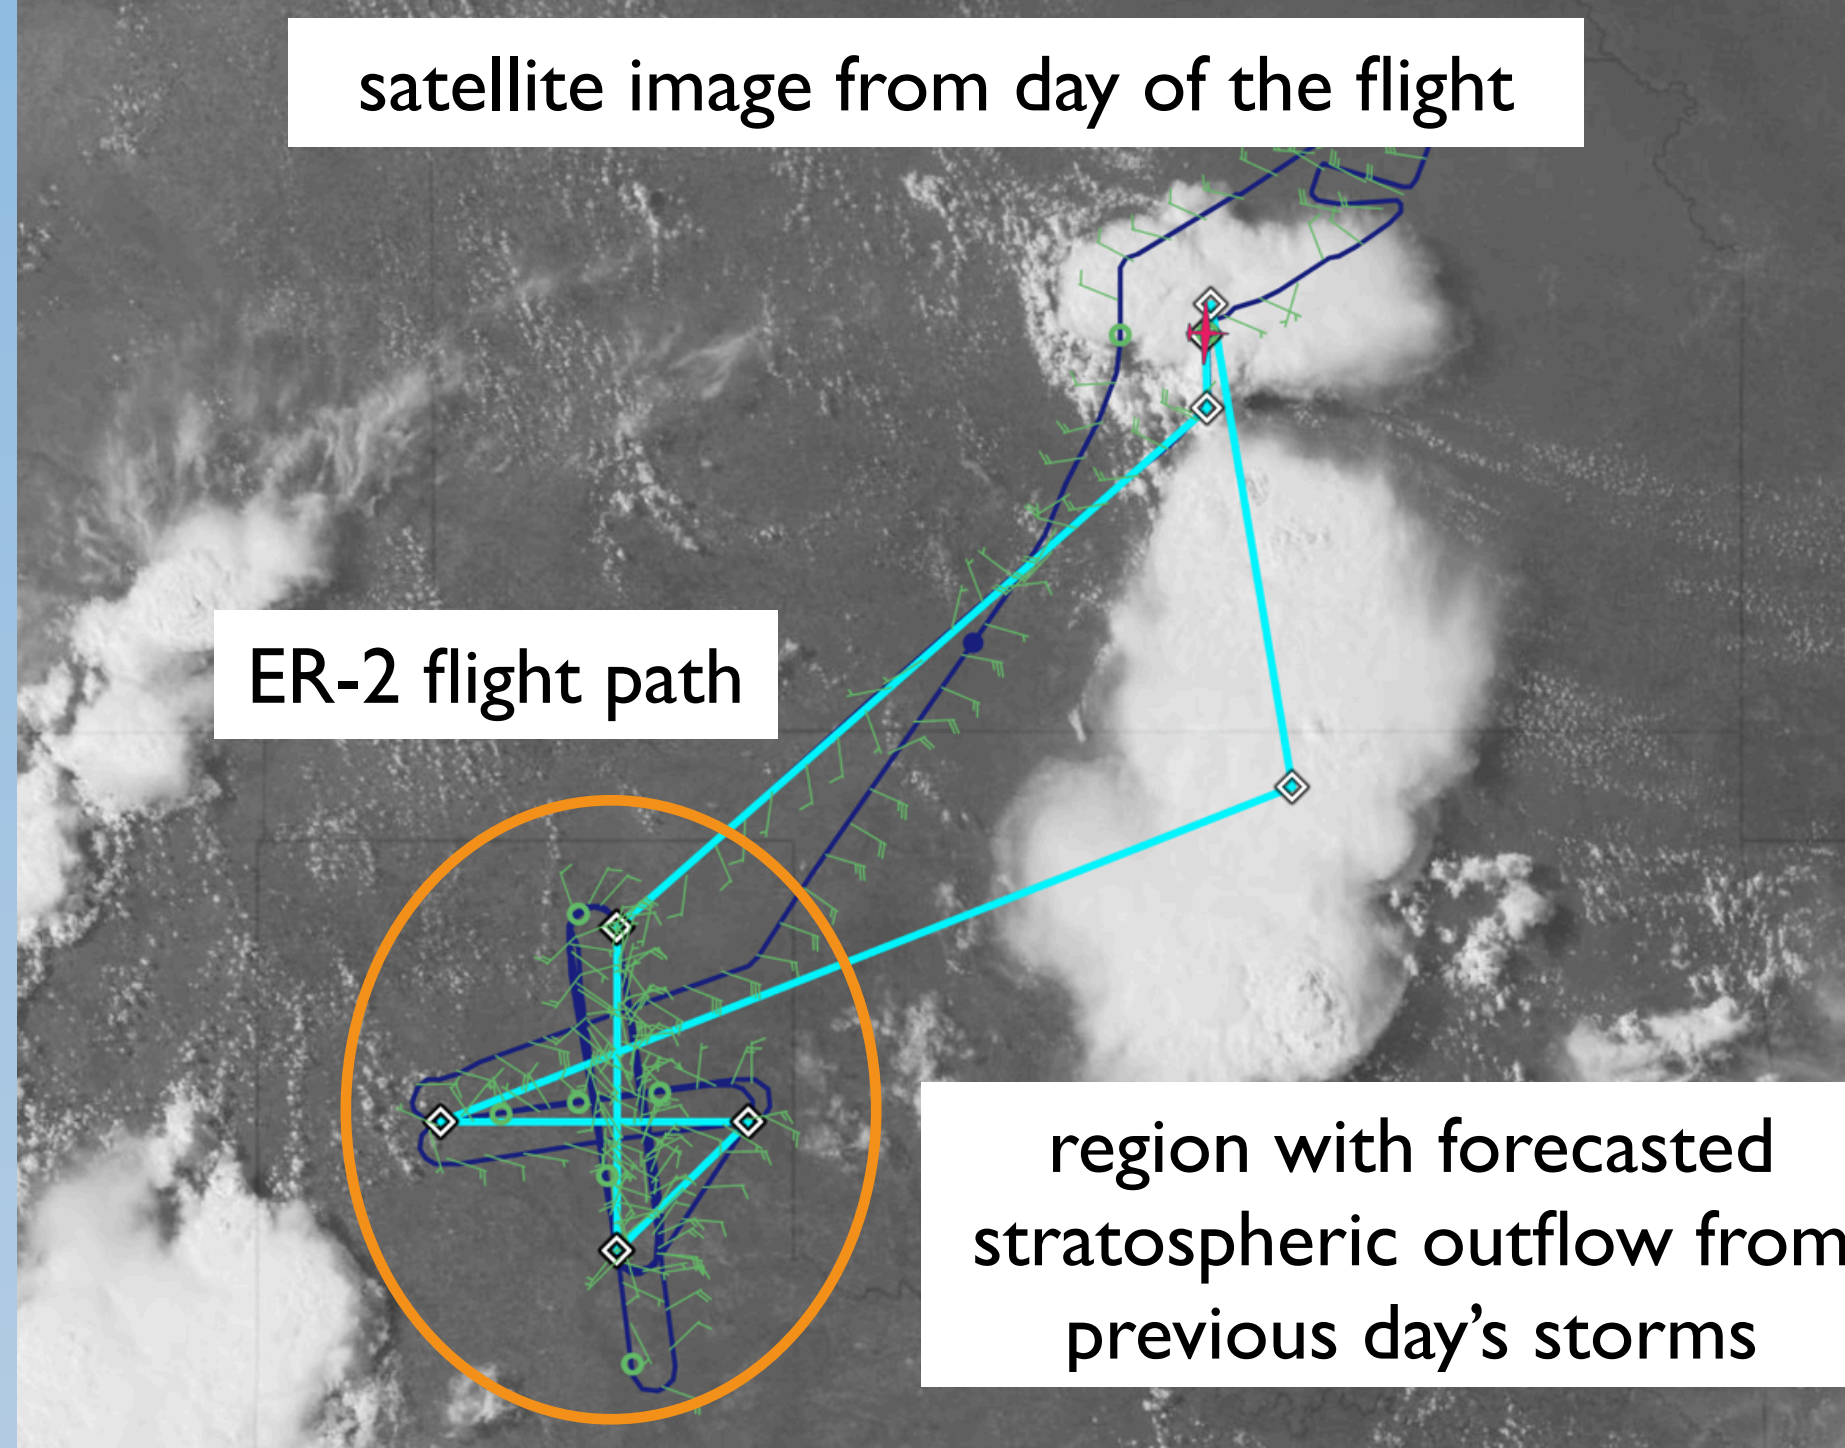 satellite image from day of the flight
ER-2 flight path
region with forecasted
stratospheric outflow from
previous day’s storms